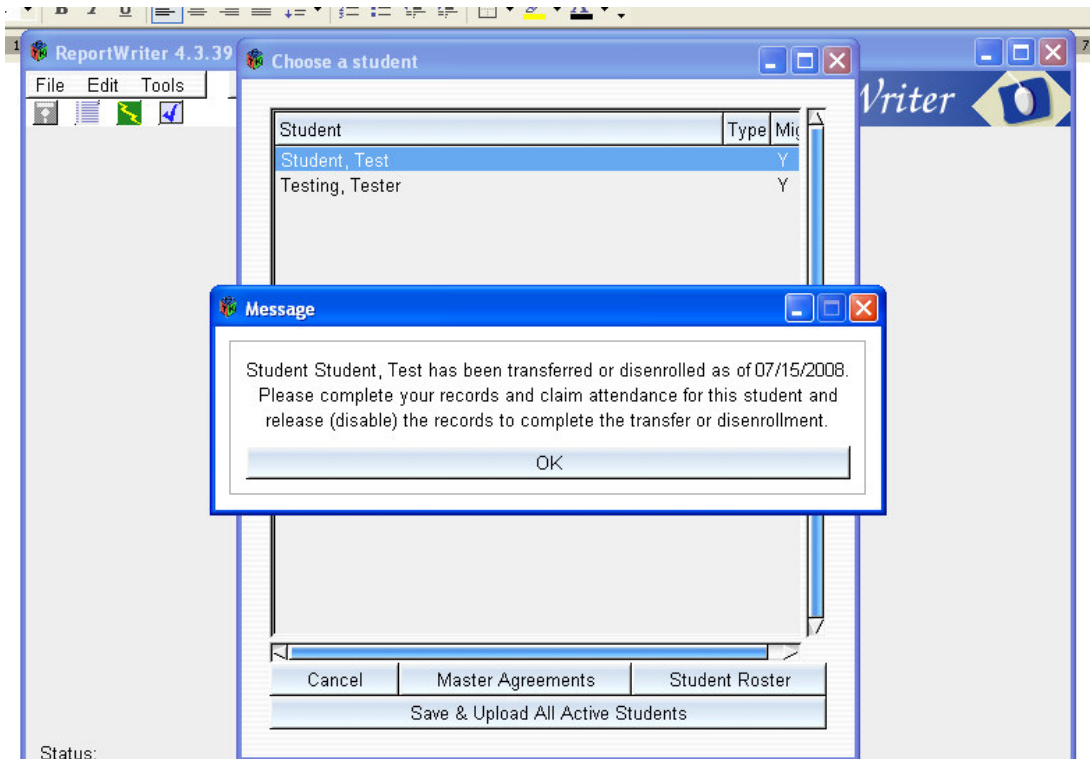 B I U
1
7
ReportWriter 4.3.39
Choose a student
File Edit Tools
Writer
Student Type Mig
Student, Test Y
Testing, Tester Y
Message
Student Student, Test has been transferred or disenrolled as of 07/15/2008.
Please complete your records and claim attendance for this student and
release (disable) the records to complete the transfer or disenrollment.
OK
Cancel Master Agreements Student Roster
Save & Upload All Active Students
Status: